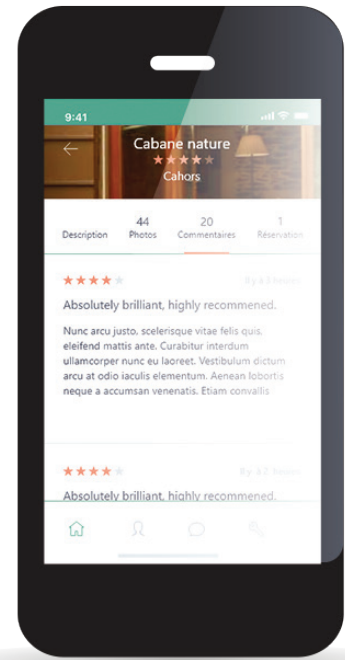 9:41
Cabane nature
Cahors
44 20 1
Description Photos Commentaires Réservation
Absolutely brilliant, highly recommened.
Nunc arcu justo, scelerisque vitae felis quis,
eleifend mattis ante. Curabitur interdum
ullamcorper nunc eu laoreet. Vestibulum dictum
arcu at odio iaculis elementum. Aenean lobortis
neque a accumsan venenatis. Etiam convallis
Absolutely brilliant, highly recommened.